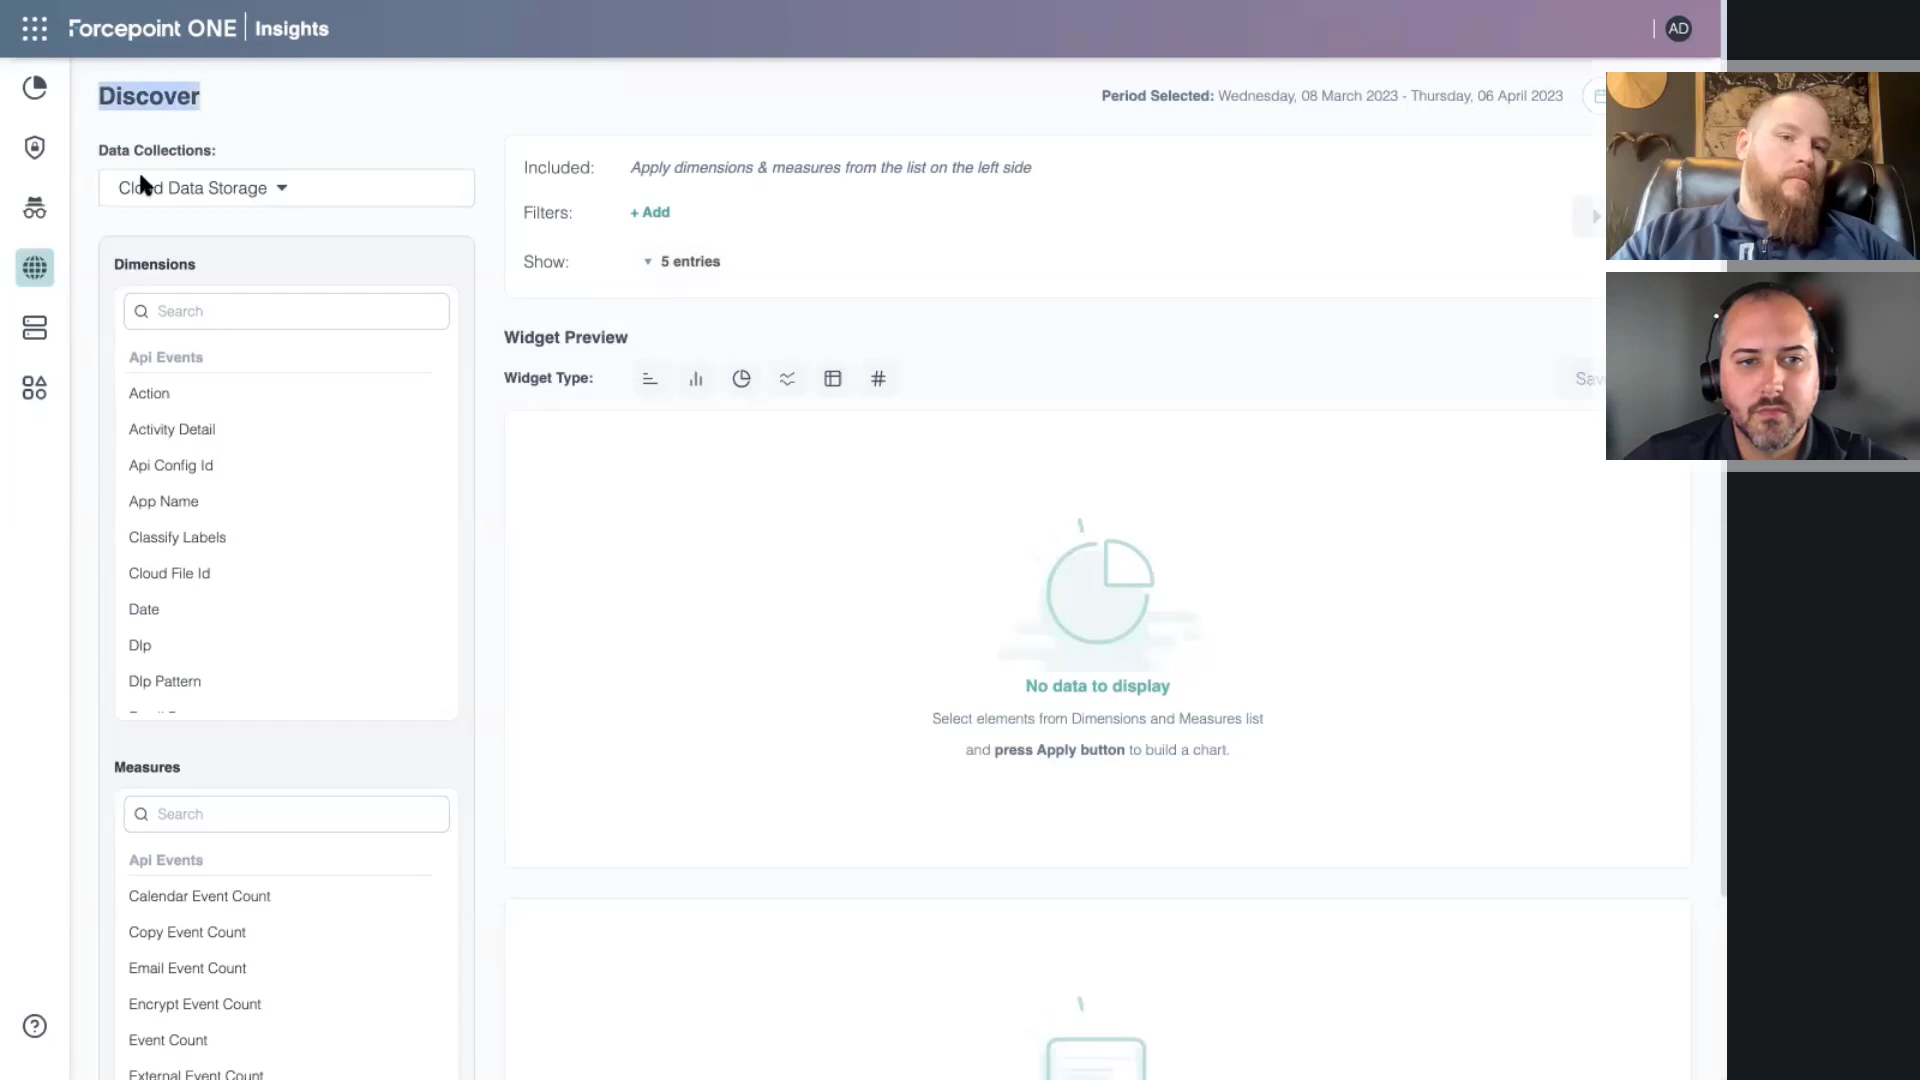 Forcepoint ONE | Insights
AD
Discover
Period Selected: Wednesday, 08 March 2023 - Thursday, 06 April 2023
Data Collections:
Cloud Data Storage
Included: Apply dimensions & measures from the list on the left side
Filters: + Add
Show: 5 entries
Dimensions
Search
Api Events
Action
Activity Detail
Api Config Id
App Name
Classify Labels
Cloud File Id
Date
Dlp
Dlp Pattern
Measures
Search
Api Events
Calendar Event Count
Copy Event Count
Email Event Count
Encrypt Event Count
Event Count
External Event Count
Widget Preview
Widget Type:
No data to display
Select elements from Dimensions and Measures list
and press Apply button to build a chart.